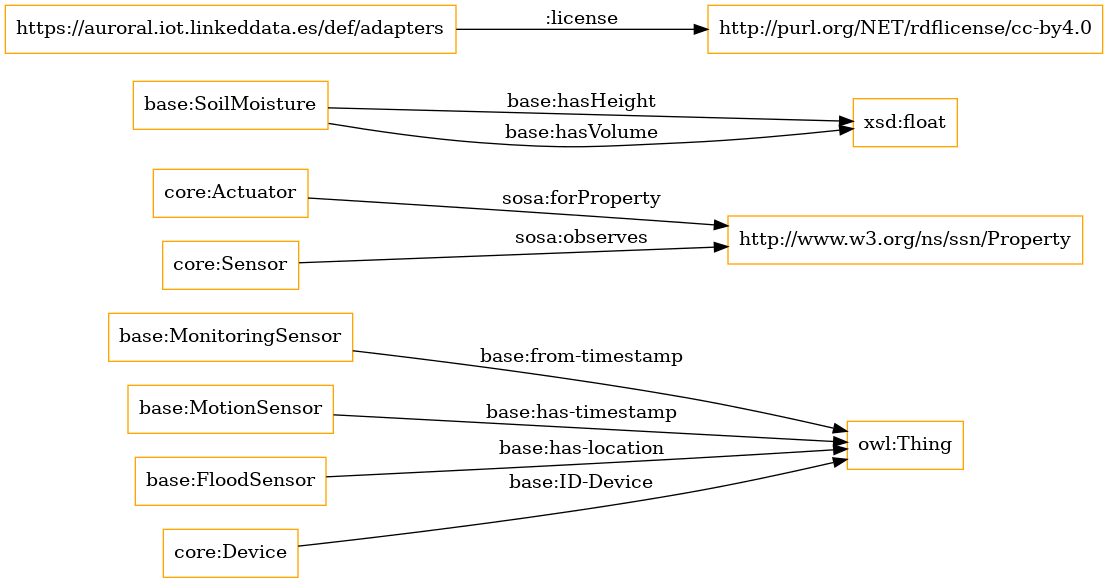 https://auroral.iot.linkeddata.es/def/adapters
:license
http://purl.org/NET/rdflicense/cc-by4.0
base:SoilMoisture
base:hasHeight
base:hasVolume
xsd:float
core:Actuator
sosa:forProperty
core:Sensor
sosa:observes
http://www.w3.org/ns/ssn/Property
base:MonitoringSensor
base:from-timestamp
base:MotionSensor
base:has-timestamp
base:FloodSensor
base:has-location
core:Device
base:ID-Device
owl:Thing